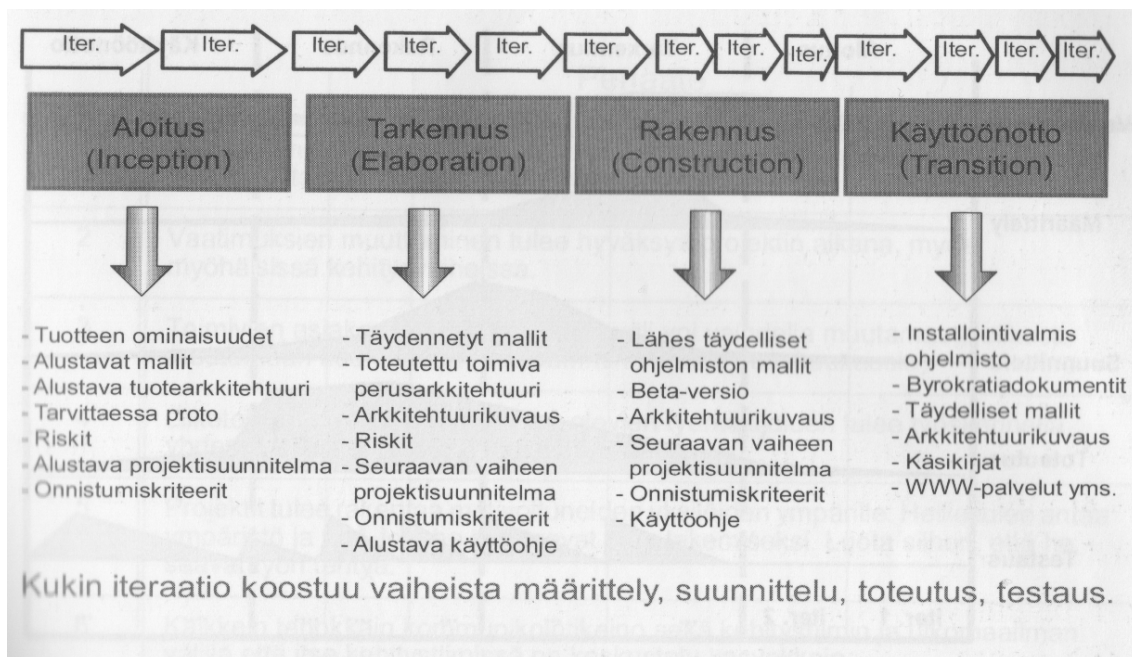 Iter. Iter. Iter. Iter. Iter. Iter. Iter. Iter. Iter. Iter. Iter. Iter. Iter.
Aloitus
(Inception)
Tarkennus
(Elaboration)
Rakennus
(Construction)
Käyttöönotto
(Transition)
- Tuotteen ominaisuudet
- Alustavat mallit
- Alustava tuotearkkitehtuuri
- Tarvittaessa proto
- Riskit
- Alustava projektisuunnitelma
- Onnistumiskriteerit
- Täydennetyt mallit
- Toteutettu toimiva
perusarkkitehtuuri
- Arkkitehtuurikuvaus
- Riskit
- Seuraavan vaiheen
projektisuunnitelma
- Onnistumiskriteerit
- Alustava käyttöohje
- Lähes täydelliset
ohjelmiston mallit
- Beta-versio
- Arkkitehtuurikuvaus
- Seuraavan vaiheen
projektisuunnitelma
- Onnistumiskriteerit
- Käyttöohje
- Installointivalmis
ohjelmisto
- Byrokratiadokumentit
- Täydelliset mallit
- Arkkitehtuurikuvaus
- Käsikirjat
- WWW-palvelut yms.
Kukin iteraatio koostuu vaiheista määrittely, suunnittelu, toteutus, testaus.